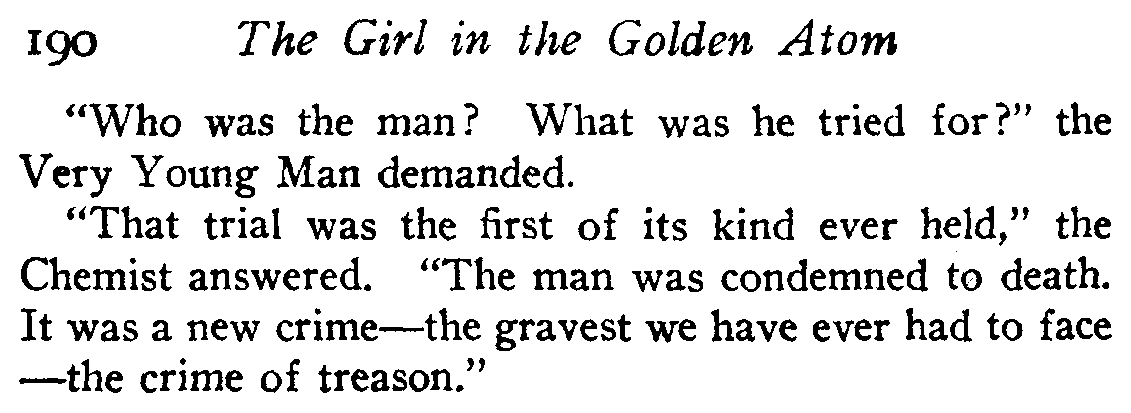 190 The Girl in the Golden Atom
“Who was the man? What was he tried for?” the
Very Young Man demanded.
“That trial was the first of its kind ever held,” the
Chemist answered. “The man was condemned to death.
It was a new crime—the gravest we have ever had to face
—the crime of treason.”